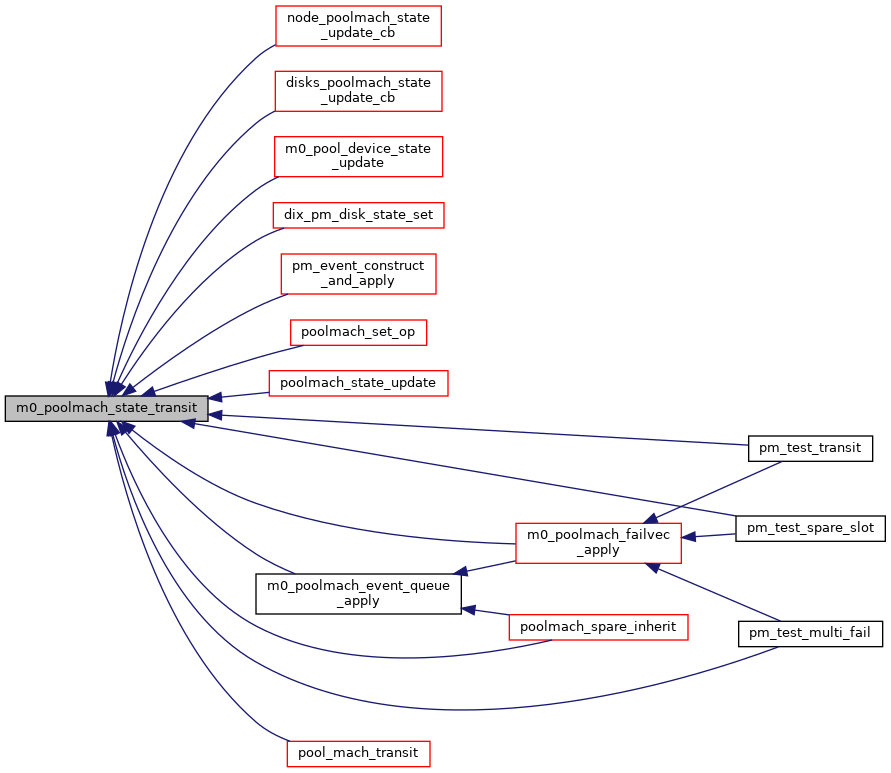 node_poolmach_state
_update_cb
disks_poolmach_state
_update_cb
m0_pool_device_state
_update
dix_pm_disk_state_set
pm_event_construct
_and_apply
poolmach_set_op
poolmach_state_update
m0_poolmach_state_transit
pm_test_transit
pm_test_spare_slot
m0_poolmach_failvec
_apply
m0_poolmach_event_queue
_apply
poolmach_spare_inherit
pm_test_multi_fail
pool_mach_transit